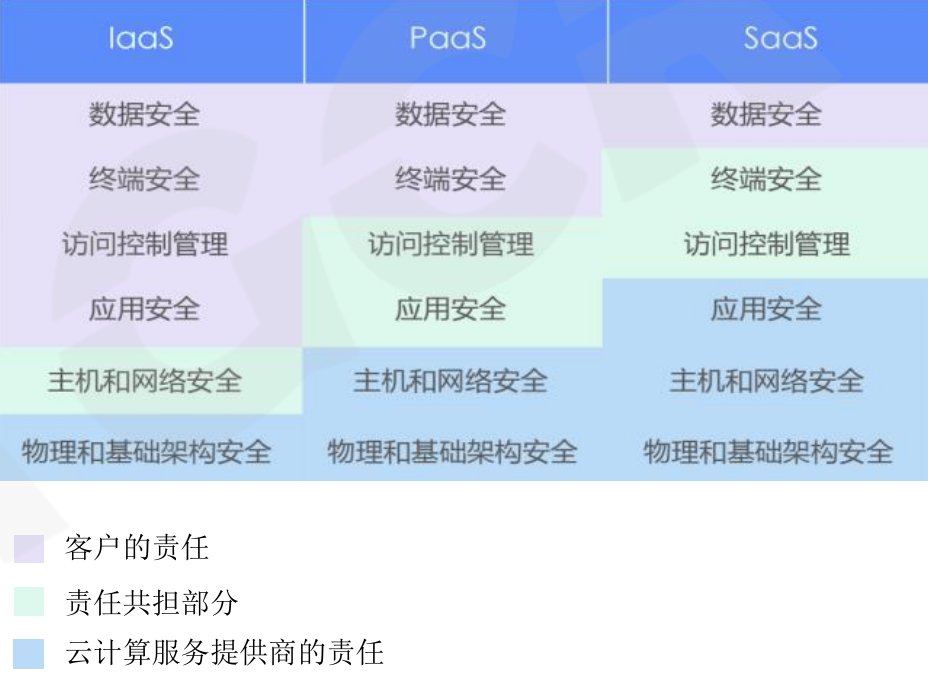 IaaS PaaS SaaS
数据安全 数据安全 数据安全
终端安全 终端安全 终端安全
访问控制管理 访问控制管理 访问控制管理
应用安全 应用安全 应用安全
主机和网络安全 主机和网络安全 主机和网络安全
物理和基础架构安全 物理和基础架构安全 物理和基础架构安全
客户的责任
责任共担部分
云计算服务提供商的责任